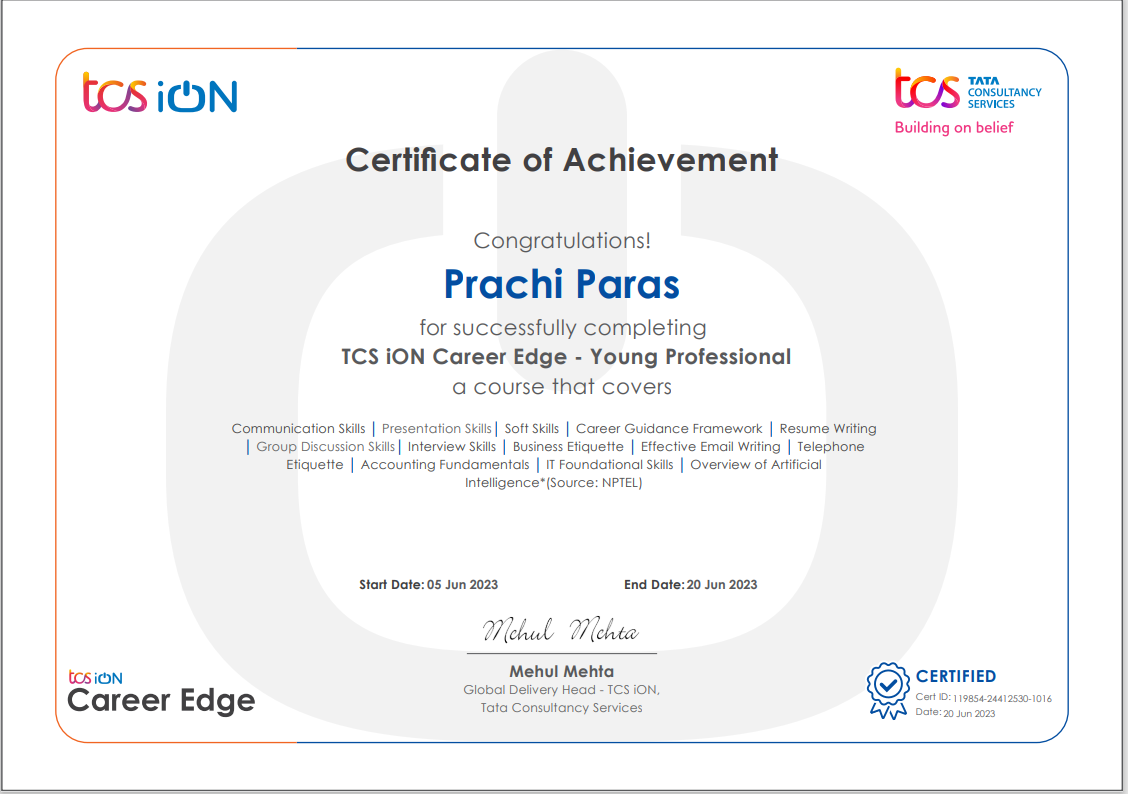 tcs iON
tcs TATA
CONSULTANCY
SERVICES
Building on belief
Certificate of Achievement
Congratulations!
Prachi Paras
for successfully completing
TCS iON Career Edge - Young Professional
a course that covers
Communication Skills | Presentation Skills | Soft Skills | Career Guidance Framework | Resume Writing
| Group Discussion Skills | Interview Skills | Business Etiquette | Effective Email Writing | Telephone
Etiquette | Accounting Fundamentals | IT Foundational Skills | Overview of Artificial
Intelligence*(Source: NPTEL)
Start Date: 05 Jun 2023 End Date: 20 Jun 2023
Mehul Mehta
Mehul Mehta
Global Delivery Head - TCS iON,
Tata Consultancy Services
tcs iON
Career Edge
CERTIFIED
Cert ID: 119854-24412530-1016
Date: 20 Jun 2023